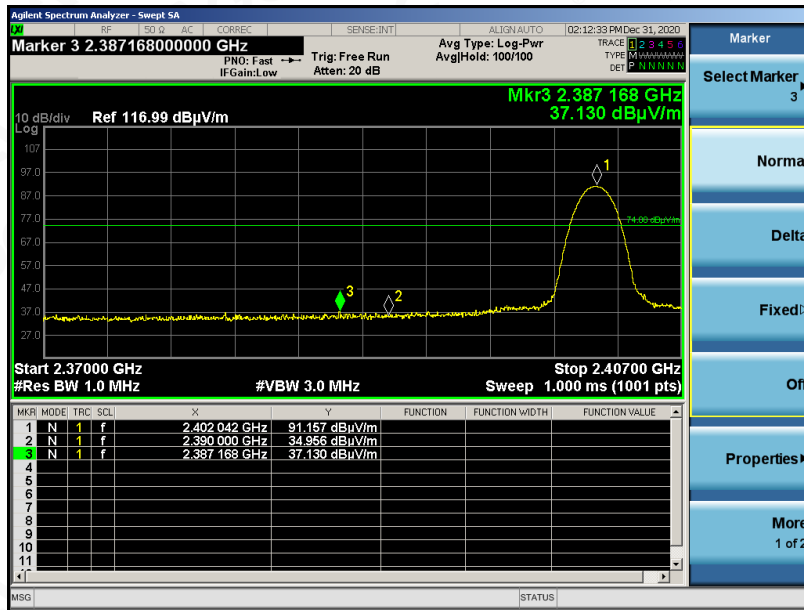 Agilent Spectrum Analyzer - Swept SA
LXI RF 50 Ω AC CORREC SENSE:INT ALIGN AUTO 02:12:33 PM Dec 31, 2020
Marker 3 2.387168000000 GHz
PNO: Fast
IFGain:Low
Trig: Free Run
Atten: 20 dB
Avg Type: Log-Pwr
Avg|Hold: 100/100
TRACE 1 2 3 4 5 6
TYPE M
DET P N N N N N
Mkr3 2.387 168 GHz
37.130 dBµV/m
10 dB/div Ref 116.99 dBµV/m
Log
107
97.0
87.0
77.0
67.0
57.0
47.0
37.0
27.0
1
74.00 dBµV/m
3
2
Start 2.37000 GHz Stop 2.40700 GHz
#Res BW 1.0 MHz #VBW 3.0 MHz Sweep 1.000 ms (1001 pts)
MKR MODE TRC SCL X Y FUNCTION FUNCTION WIDTH FUNCTION VALUE
1 N 1 f 2.402 042 GHz 91.157 dBµV/m
2 N 1 f 2.390 000 GHz 34.956 dBµV/m
3 N 1 f 2.387 168 GHz 37.130 dBµV/m
4
5
6
7
8
9
10
11
MSG STATUS
Marker
Select Marker
3
Norma
Delta
Fixed
Off
Properties
More
1 of 2